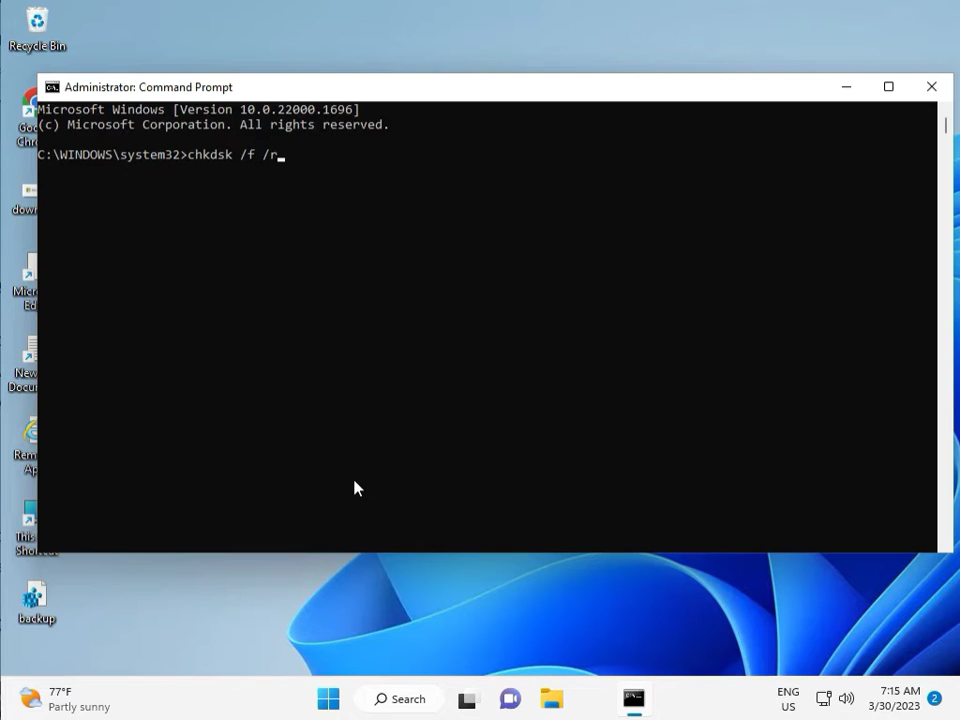 Recycle Bin
Administrator: Command Prompt
Microsoft Windows [Version 10.0.22000.1696]
(c) Microsoft Corporation. All rights reserved.
C:\WINDOWS\system32>chkdsk /f /r
backup
77°F
Partly sunny
Search
ENG
US
7:15 AM
3/30/2023
2